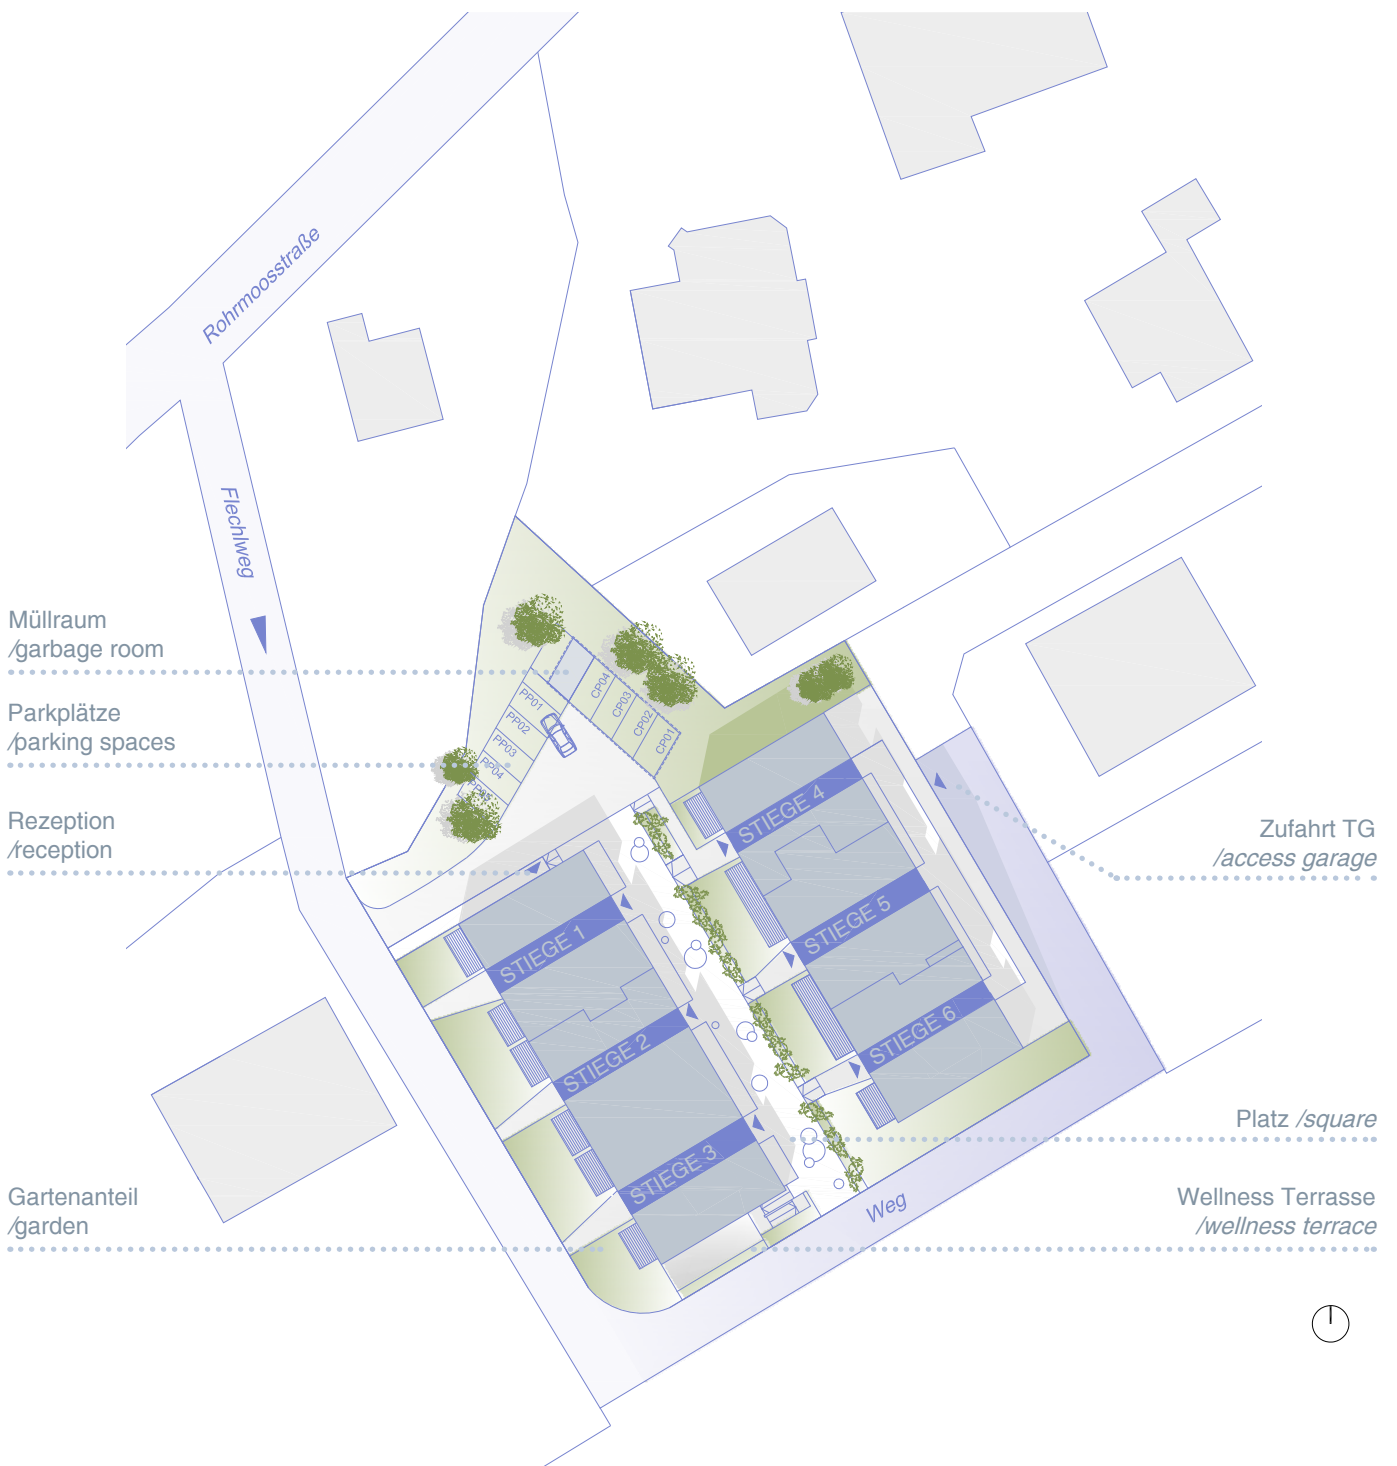 Rohrmoosstraße
Flechlweg
Müllraum
/garbage room
Parkplätze
/parking spaces
Rezeption
/reception
CP04
CP03
CP02
CP01
PP01
PP02
PP03
PP04
PP05
STIEGE 4
STIEGE 5
STIEGE 6
STIEGE 1
STIEGE 2
STIEGE 3
Zufahrt TG
/access garage
Platz /square
Gartenanteil
/garden
Wellness Terrasse
/wellness terrace
Weg